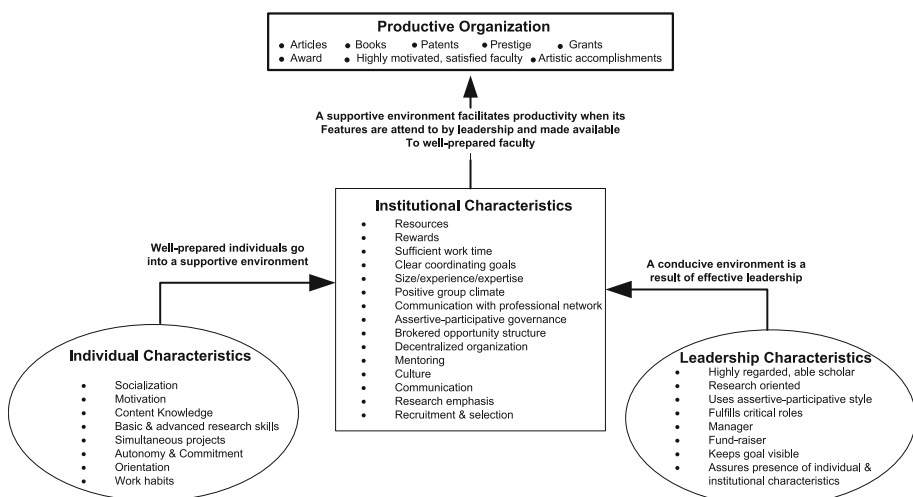 Productive Organization
• Articles • Books • Patents • Prestige • Grants
• Award • Highly motivated, satisfied faculty • Artistic accomplishments
A supportive environment facilitates productivity when its
Features are attend to by leadership and made available
To well-prepared faculty
Institutional Characteristics
• Resources
• Rewards
• Sufficient work time
• Clear coordinating goals
• Size/experience/expertise
• Positive group climate
• Communication with professional network
• Assertive-participative governance
• Brokered opportunity structure
• Decentralized organization
• Mentoring
• Culture
• Communication
• Research emphasis
• Recruitment & selection
Well-prepared individuals go
into a supportive environment
Individual Characteristics
• Socialization
• Motivation
• Content Knowledge
• Basic & advanced research skills
• Simultaneous projects
• Autonomy & Commitment
• Orientation
• Work habits
A conducive environment is a
result of effective leadership
Leadership Characteristics
• Highly regarded, able scholar
• Research oriented
• Uses assertive-participative style
• Fulfills critical roles
• Manager
• Fund-raiser
• Keeps goal visible
• Assures presence of individual &
institutional characteristics